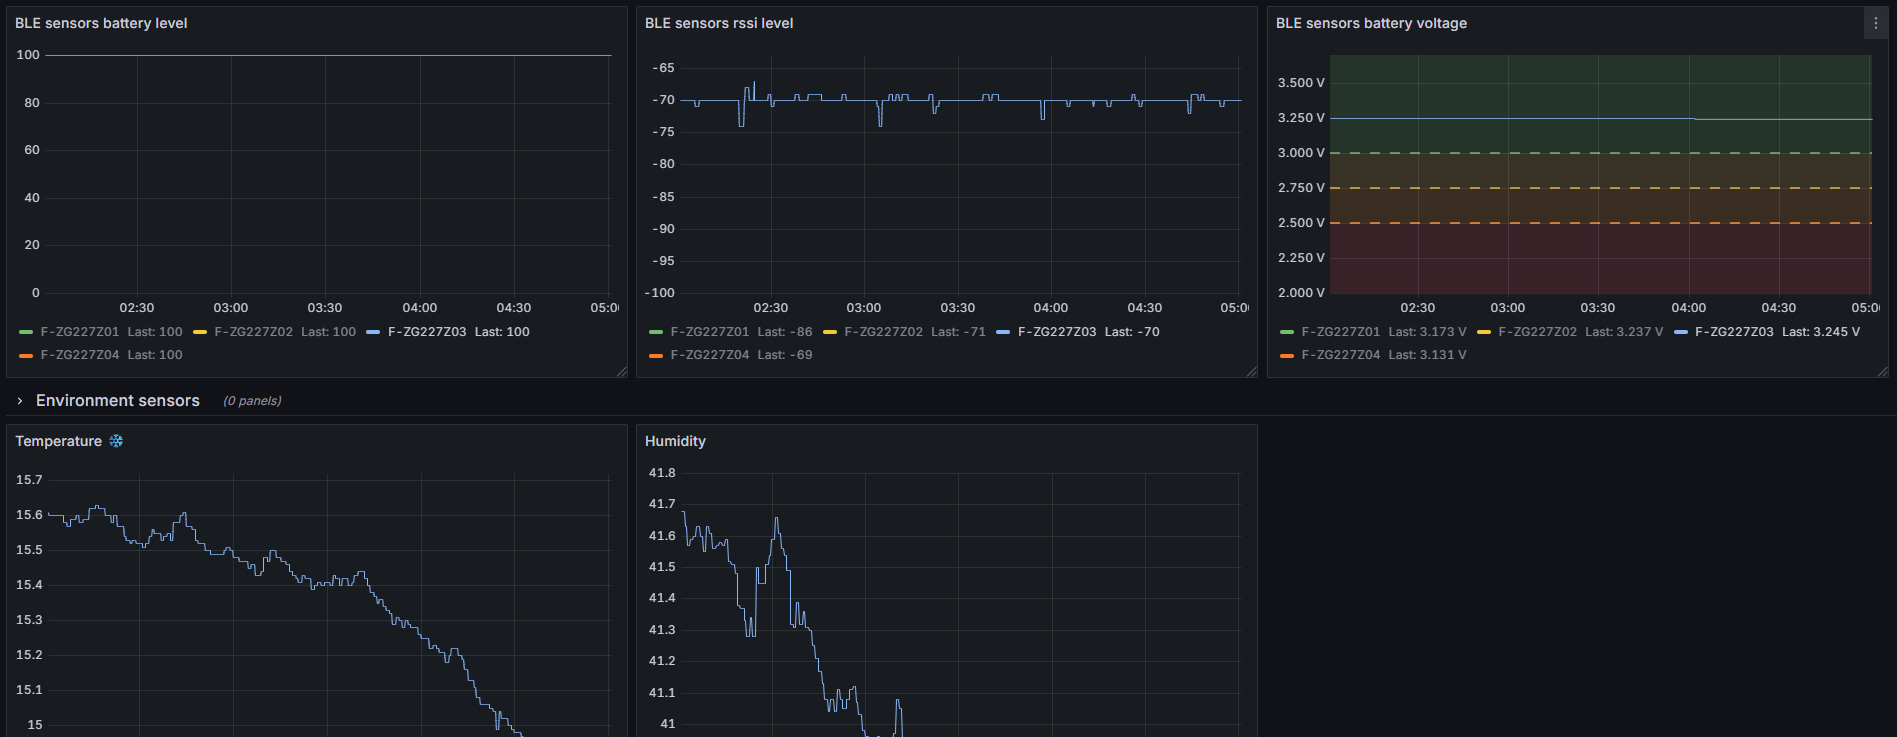 BLE sensors battery level
100
80
60
40
20
0
02:30 03:00 03:30 04:00 04:30 05:0
F-ZG227Z01 Last: 100 F-ZG227Z02 Last: 100 F-ZG227Z03 Last: 100
F-ZG227Z04 Last: 100
BLE sensors rssi level
-65
-70
-75
-80
-85
-90
-95
-100
02:30 03:00 03:30 04:00 04:30 05:0
F-ZG227Z01 Last: -86 F-ZG227Z02 Last: -71 F-ZG227Z03 Last: -70
F-ZG227Z04 Last: -69
BLE sensors battery voltage
3.500 V
3.250 V
3.000 V
2.750 V
2.500 V
2.250 V
2.000 V
02:30 03:00 03:30 04:00 04:30 05:0
F-ZG227Z01 Last: 3.173 V F-ZG227Z02 Last: 3.237 V F-ZG227Z03 Last: 3.245 V
F-ZG227Z04 Last: 3.131 V
Environment sensors (0 panels)
Temperature ❄️
15.7
15.6
15.5
15.4
15.3
15.2
15.1
15
Humidity
41.8
41.7
41.6
41.5
41.4
41.3
41.2
41.1
41